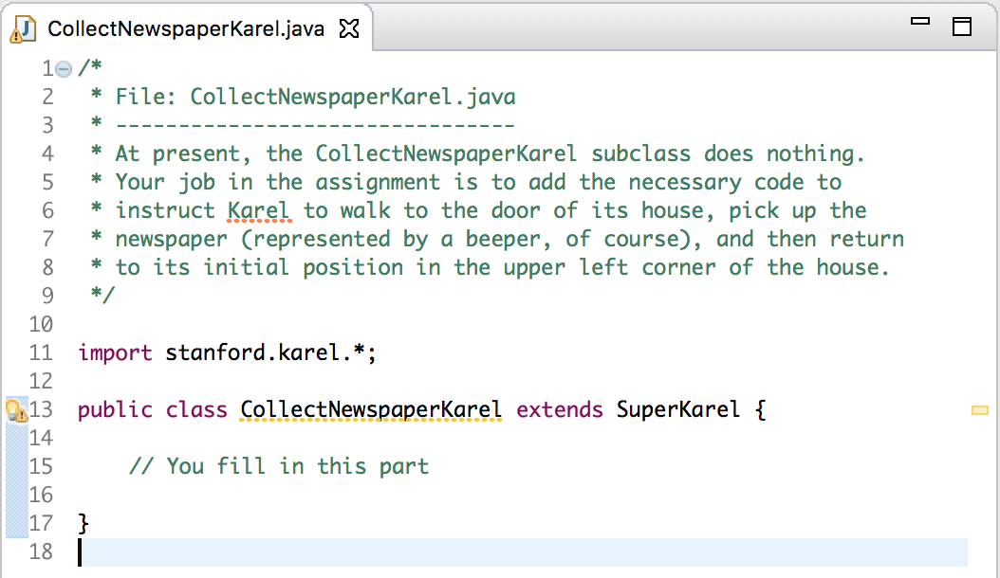 CollectNewspaperKarel.java
1 /*
2  * File: CollectNewspaperKarel.java
3  * --------------------------------
4  * At present, the CollectNewspaperKarel subclass does nothing.
5  * Your job in the assignment is to add the necessary code to
6  * instruct Karel to walk to the door of its house, pick up the
7  * newspaper (represented by a beeper, of course), and then return
8  * to its initial position in the upper left corner of the house.
9  */
10
11 import stanford.karel.*;
12
13 public class CollectNewspaperKarel extends SuperKarel {
14
15     // You fill in this part
16
17 }
18